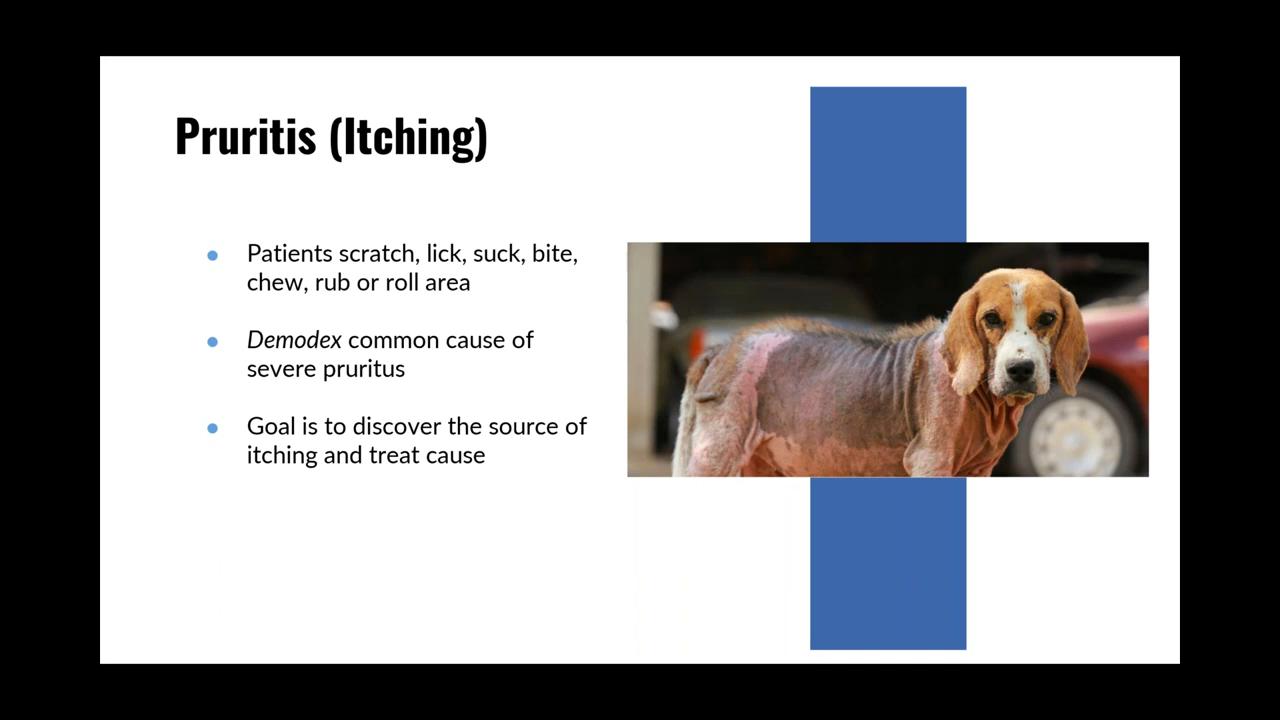 Pruritis (Itching)
Patients scratch, lick, suck, bite,
chew, rub or roll area
Demodex common cause of
severe pruritus
Goal is to discover the source of
itching and treat cause